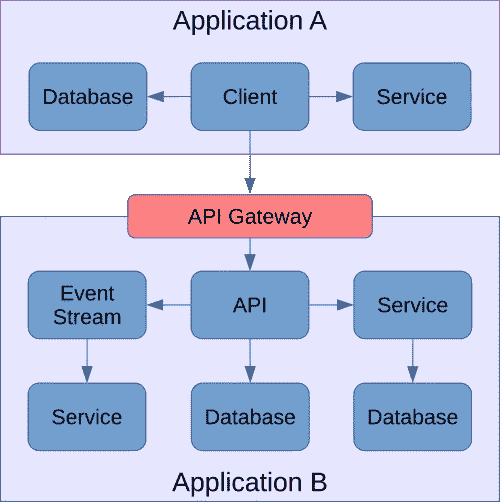 Application A
Database
Client
Service
API Gateway
Event
Stream
API
Service
Service
Database
Database
Application B